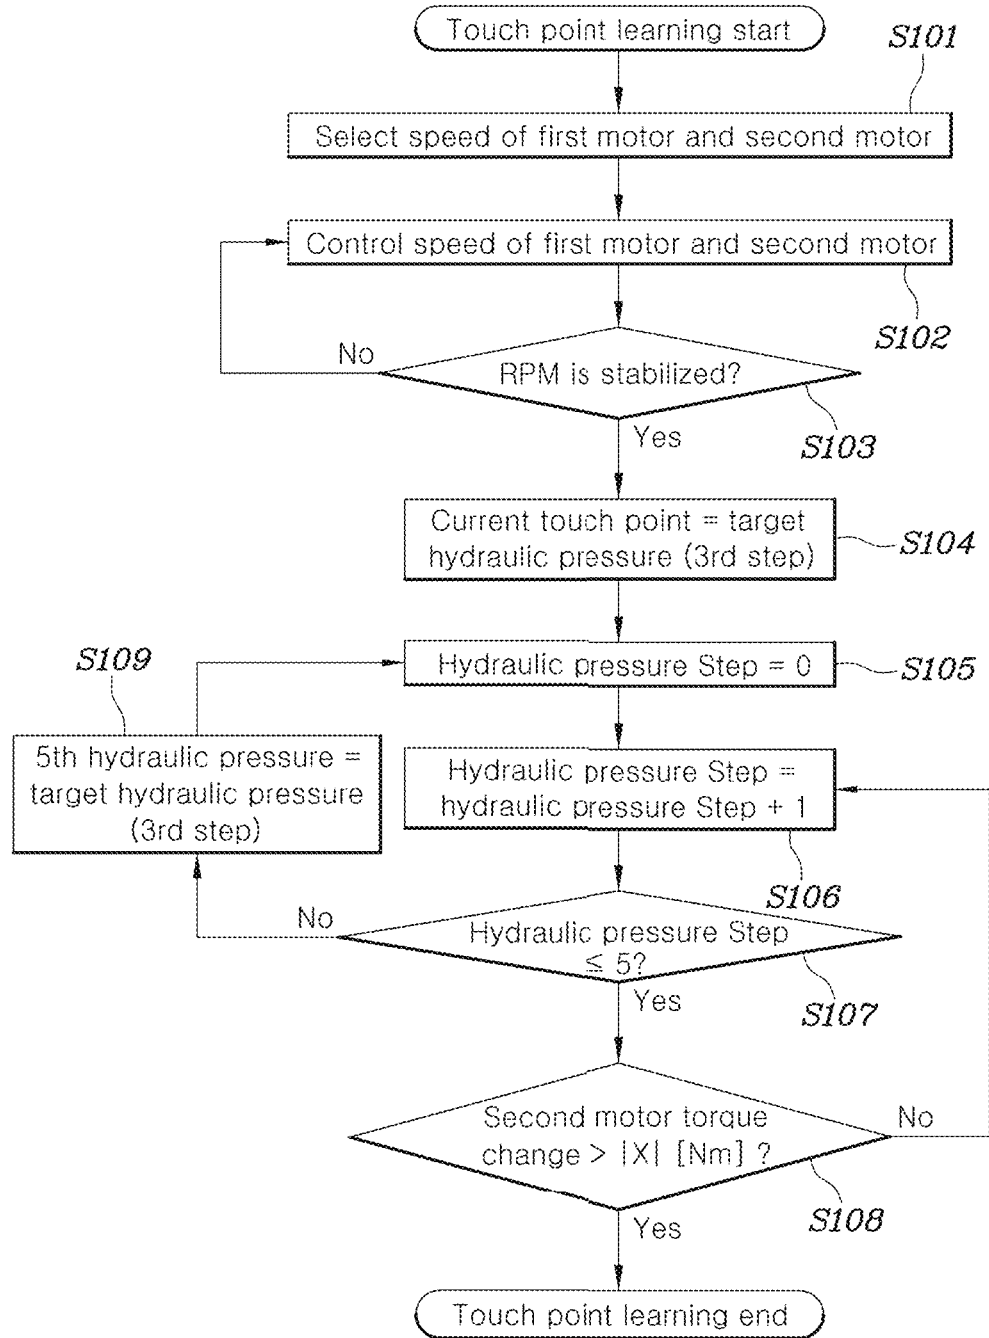 Touch point learning start
S101
Select speed of first motor and second motor
Control speed of first motor and second motor
S102
No
RPM is stabilized?
Yes
S103
Current touch point = target
hydraulic pressure (3rd step)
S104
S109
Hydraulic pressure Step = 0
S105
5th hydraulic pressure =
target hydraulic pressure
(3rd step)
Hydraulic pressure Step =
hydraulic pressure Step + 1
S106
No
Hydraulic pressure Step
≤ 5?
Yes
S107
Second motor torque
change > |X| [Nm] ?
No
S108
Yes
Touch point learning end